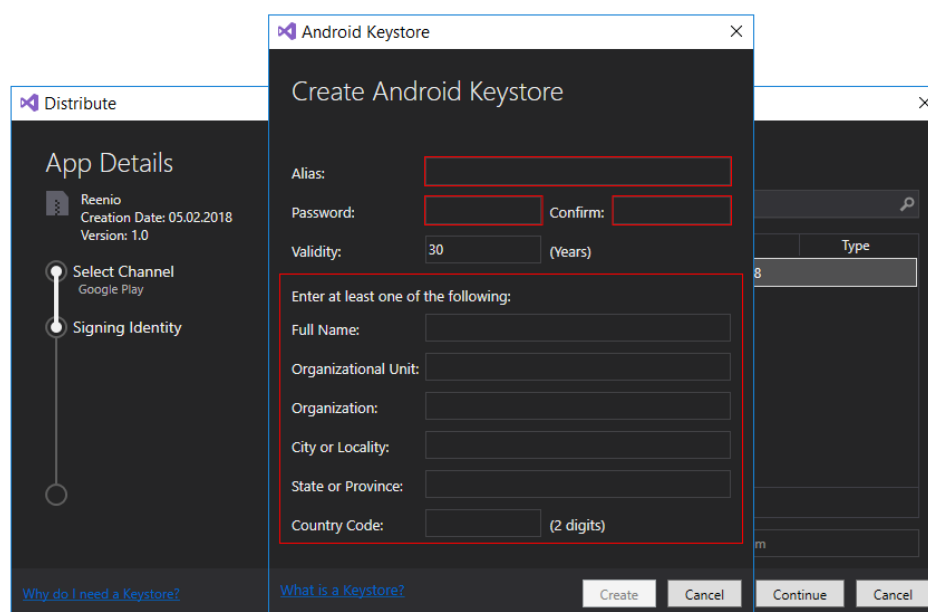 Android Keystore
Create Android Keystore
Alias:
Password:
Confirm:
Validity:
30
(Years)
Enter at least one of the following:
Full Name:
Organizational Unit:
Organization:
City or Locality:
State or Province:
Country Code:
(2 digits)
What is a Keystore?
Create
Cancel
Distribute
App Details
Reenio
Creation Date: 05.02.2018
Version: 1.0
Select Channel
Google Play
Signing Identity
Why do I need a Keystore?
Type
8
m
Continue
Cancel